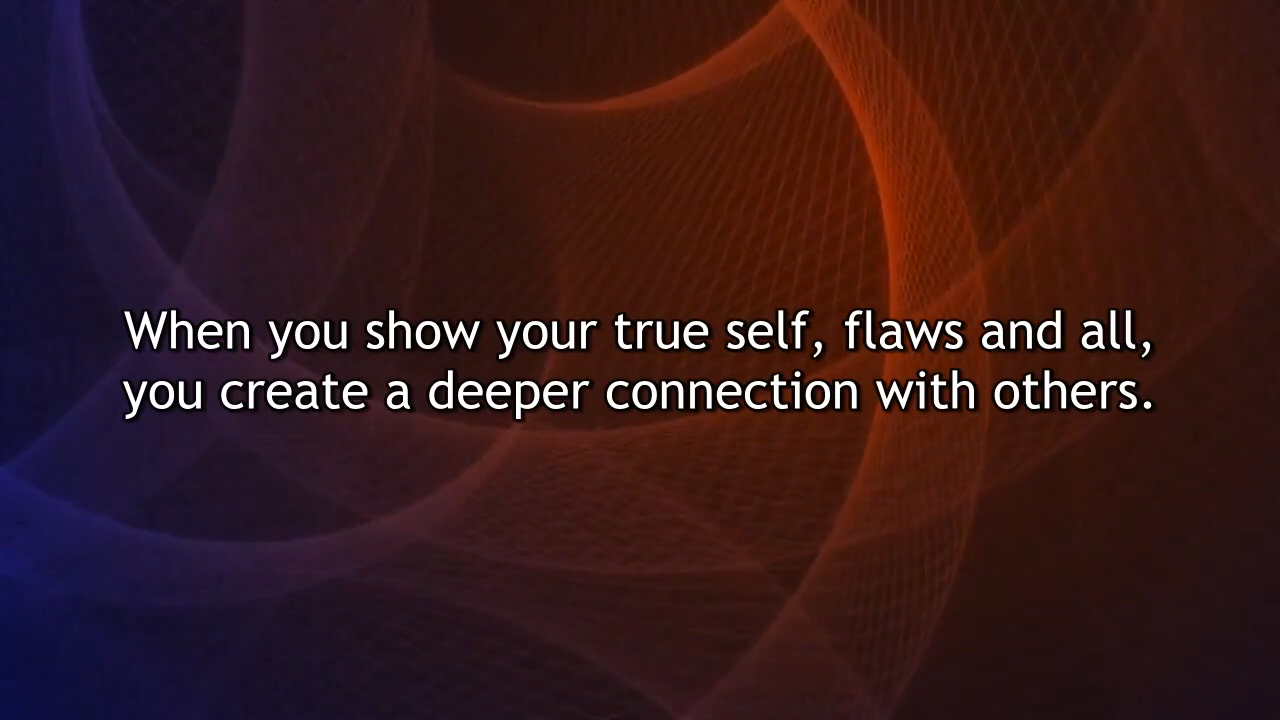 When you show your true self, flaws and all,
you create a deeper connection with others.